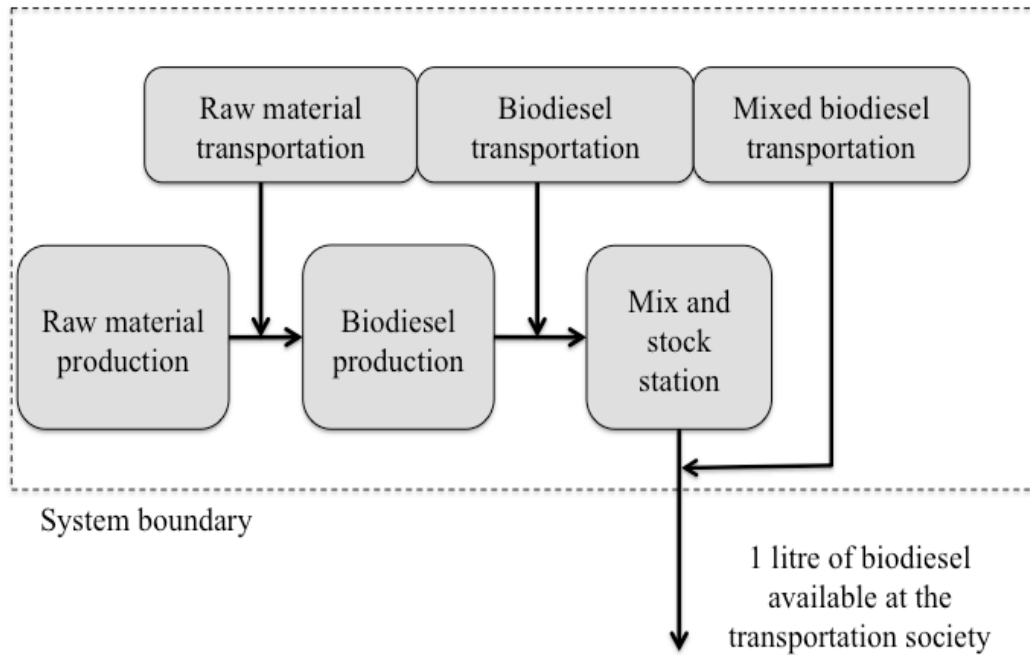 Raw material
transportation
Biodiesel
transportation
Mixed biodiesel
transportation
Raw material
production
Biodiesel
production
Mix and
stock
station
System boundary
1 litre of biodiesel
available at the
transportation society